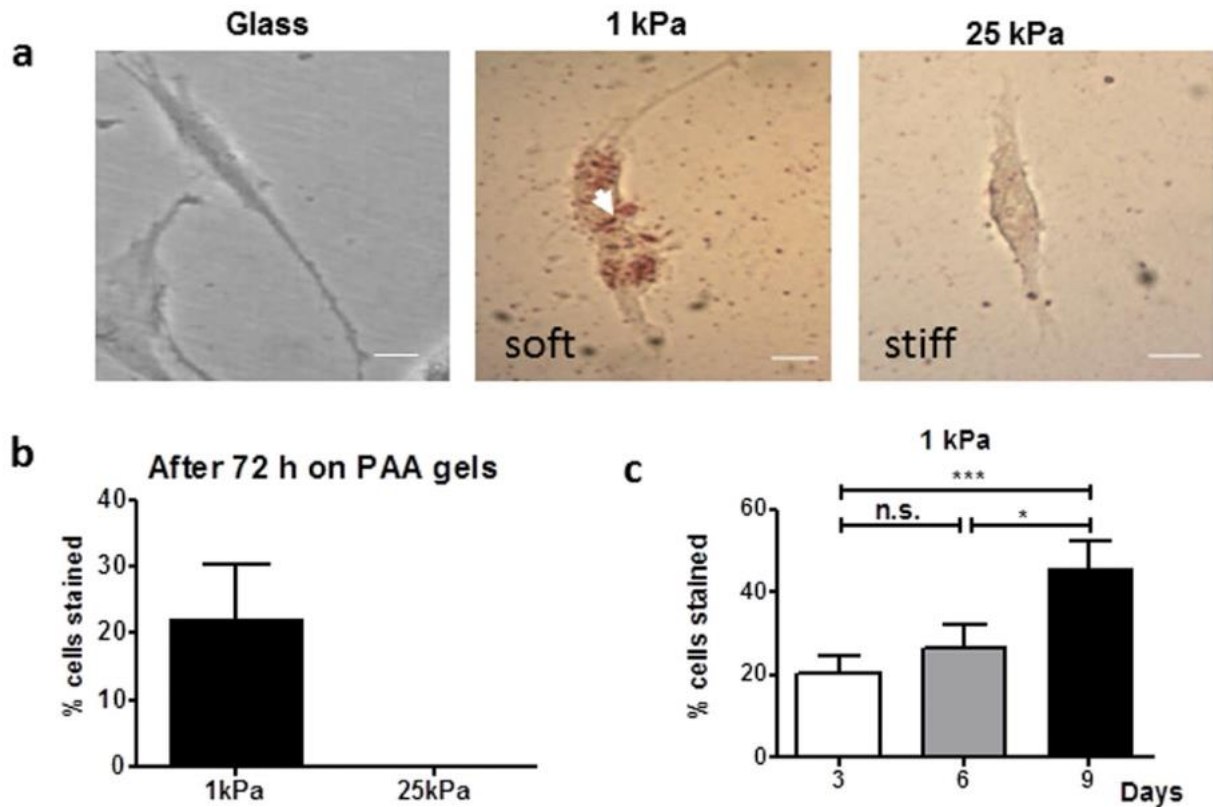 Glass 1 kPa 25 kPa
a
soft
stiff
b
After 72 h on PAA gels
% cells stained
40
30
20
10
0
1kPa 25kPa
c
1 kPa
***
n.s. *
% cells stained
60
40
20
0
3 6 9 Days